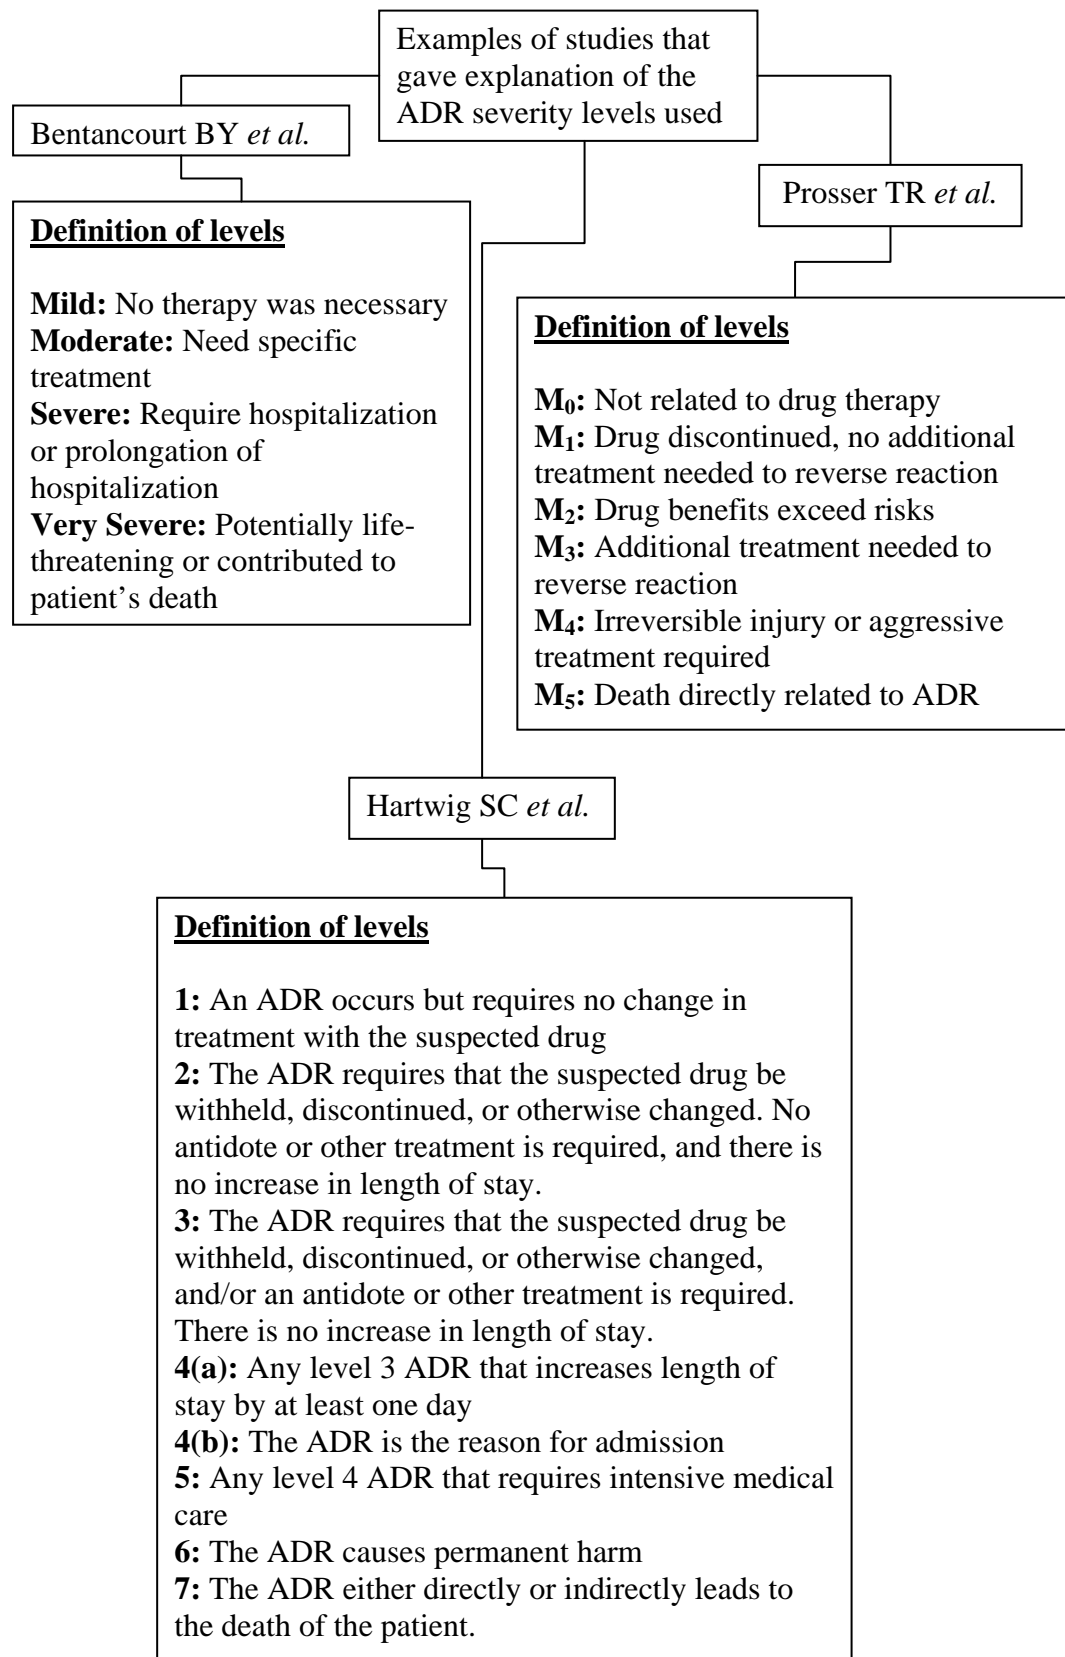 Examples of studies that
gave explanation of the
ADR severity levels used
Bentancourt BY et al.
Definition of levels
Mild: No therapy was necessary
Moderate: Need specific
treatment
Severe: Require hospitalization
or prolongation of
hospitalization
Very Severe: Potentially life-
threatening or contributed to
patient’s death
Prosser TR et al.
Definition of levels
M₀: Not related to drug therapy
M₁: Drug discontinued, no additional
treatment needed to reverse reaction
M₂: Drug benefits exceed risks
M₃: Additional treatment needed to
reverse reaction
M₄: Irreversible injury or aggressive
treatment required
M₅: Death directly related to ADR
Hartwig SC et al.
Definition of levels
1: An ADR occurs but requires no change in
treatment with the suspected drug
2: The ADR requires that the suspected drug be
withheld, discontinued, or otherwise changed. No
antidote or other treatment is required, and there is
no increase in length of stay.
3: The ADR requires that the suspected drug be
withheld, discontinued, or otherwise changed,
and/or an antidote or other treatment is required.
There is no increase in length of stay.
4(a): Any level 3 ADR that increases length of
stay by at least one day
4(b): The ADR is the reason for admission
5: Any level 4 ADR that requires intensive medical
care
6: The ADR causes permanent harm
7: The ADR either directly or indirectly leads to
the death of the patient.